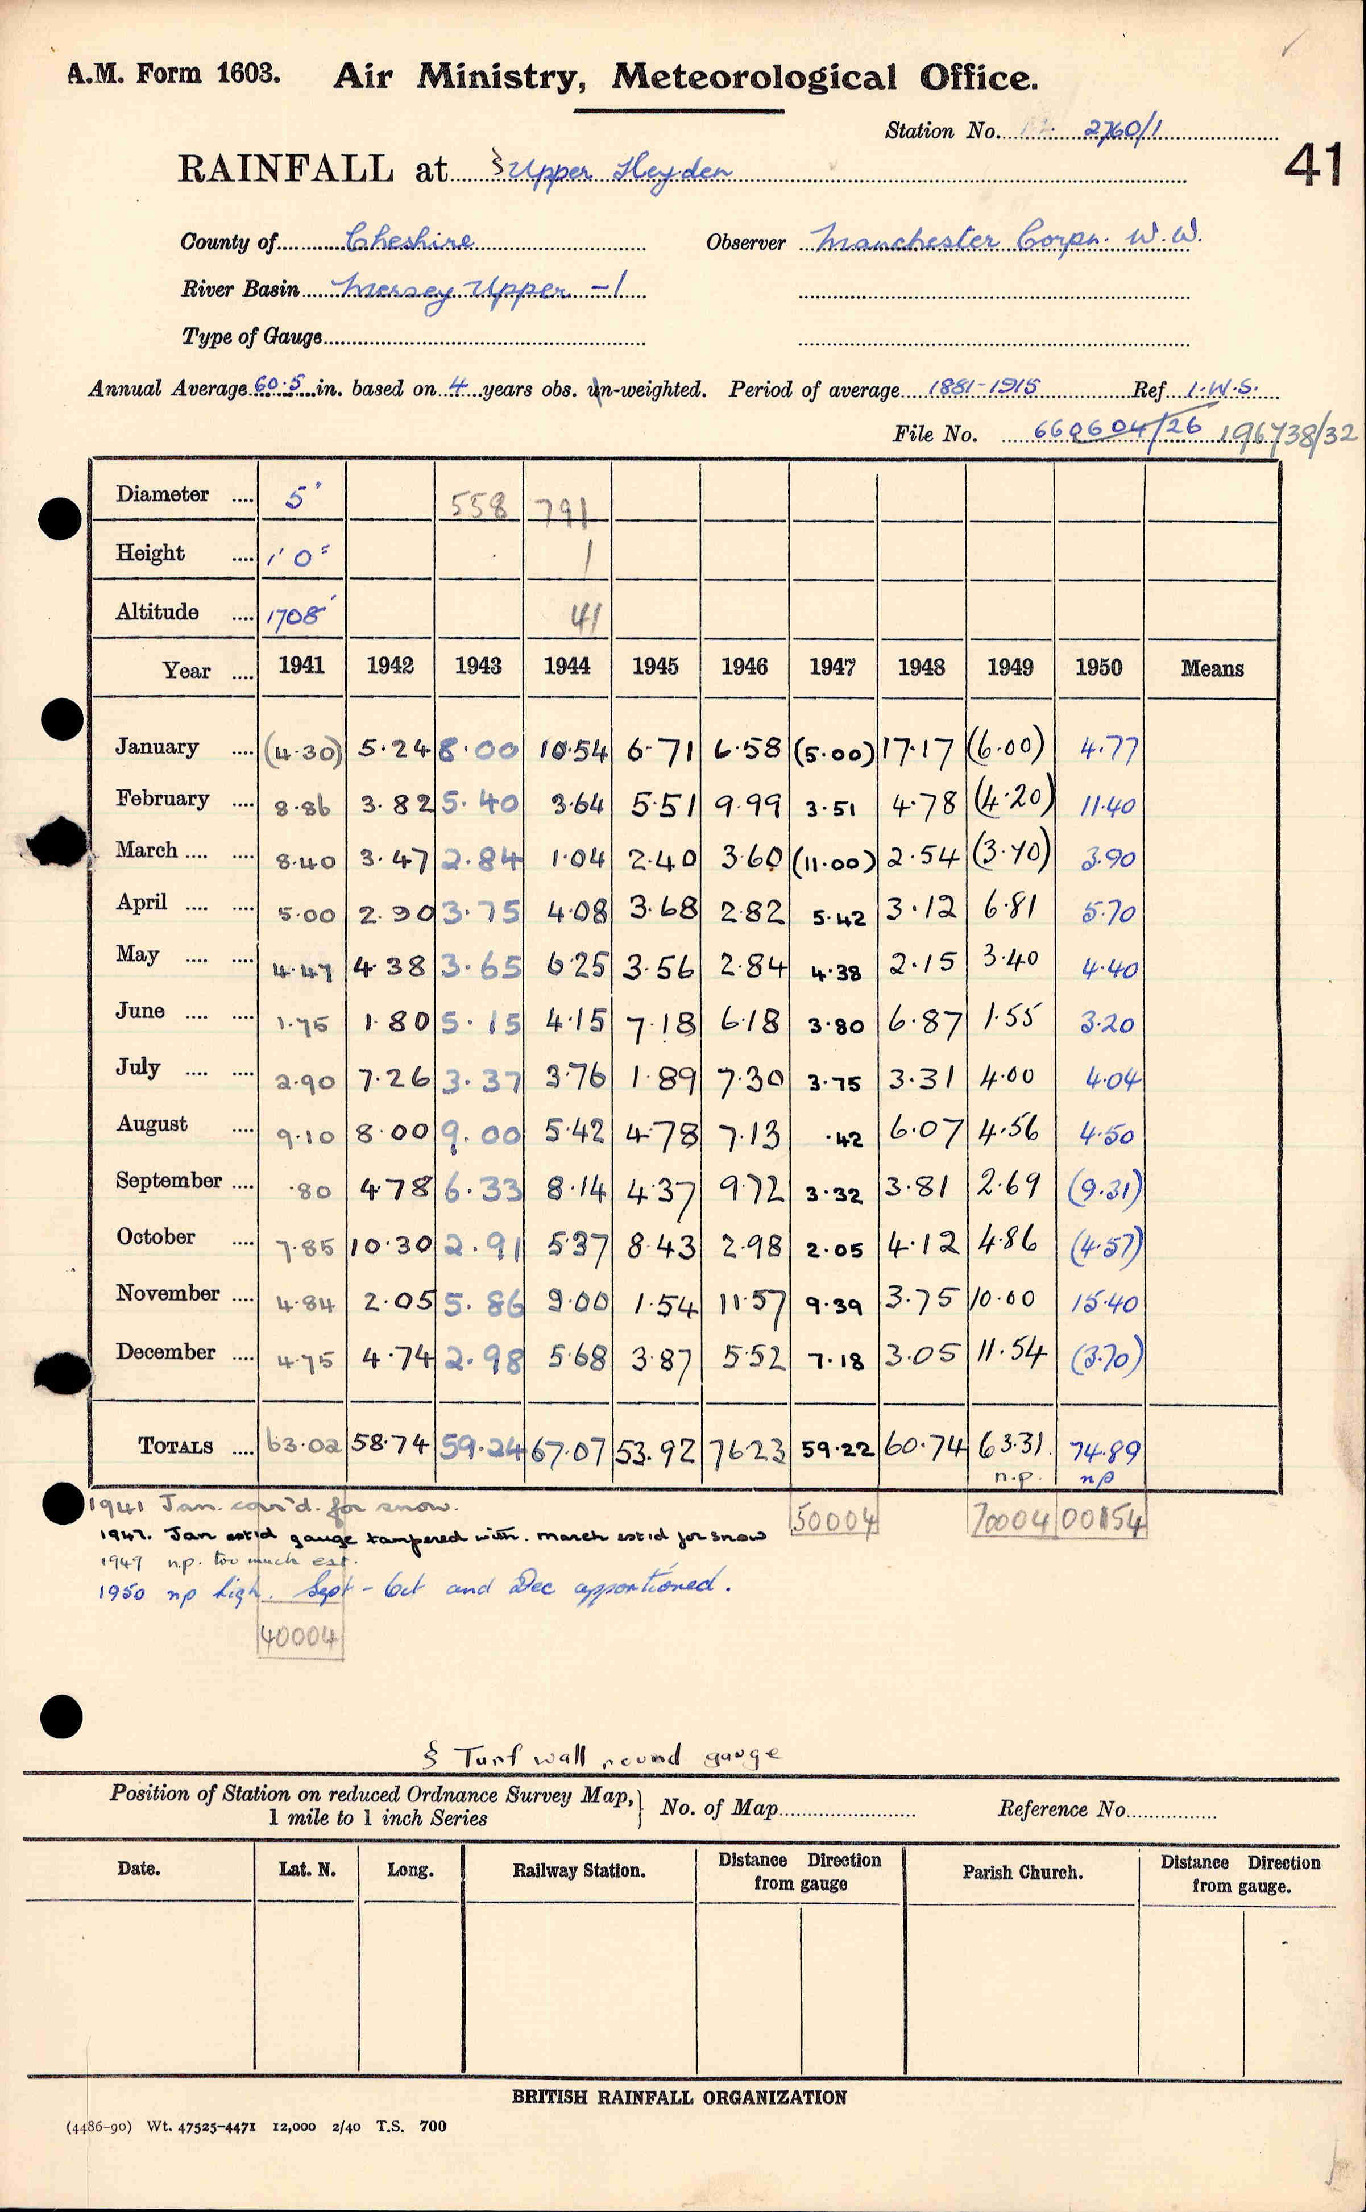 A.M. Form 1603. Air Ministry, Meteorological Office.
Station No. 2760/1
41
RAINFALL at § Upper Heyden
County of Cheshire Observer Manchester Corpn. W.W.
River Basin Mersey Upper -1
Type of Gauge
Annual Average 60.5 in. based on 4 years obs. un-weighted. Period of average 1881-1915 Ref I.W.S.
File No. 660604/26 196738/32
Diameter .... 5" 558 791
Height .... 1' 0" 1
Altitude .... 1708' 41
Year .... 1941 1942 1943 1944 1945 1946 1947 1948 1949 1950 Means
January .... (4.30) 5.24 8.00 10.54 6.71 6.58 (5.00) 17.17 (6.00) 4.77
February .... 8.86 3.82 5.40 3.64 5.51 9.99 3.51 4.78 (4.20) 11.40
March .... .... 8.40 3.47 2.84 1.04 2.40 3.60 (11.00) 2.54 (3.70) 3.90
April .... .... 5.00 2.90 3.75 4.08 3.68 2.82 5.42 3.12 6.81 5.70
May .... .... 4.47 4.38 3.65 6.25 3.56 2.84 4.38 2.15 3.40 4.40
June .... .... 1.75 1.80 5.15 4.15 7.18 6.18 3.80 6.87 1.55 3.20
July .... .... 2.90 7.26 3.37 3.76 1.89 7.30 3.75 3.31 4.00 4.04
August .... 9.10 8.00 9.00 5.42 4.78 7.13 .42 6.07 4.56 4.50
September .... .80 4.78 6.33 8.14 4.37 9.72 3.32 3.81 2.69 (9.31)
October .... 7.85 10.30 2.91 5.37 8.43 2.98 2.05 4.12 4.86 (4.57)
November .... 4.84 2.05 5.86 9.00 1.54 11.57 9.39 3.75 10.00 15.40
December .... 4.75 4.74 2.98 5.68 3.87 5.52 7.18 3.05 11.54 (3.70)
TOTALS .... 63.02 58.74 59.24 67.07 53.92 76.23 59.22 60.74 63.31 74.89
n.p. np
50004 70004 00154
1941 Jan. corr'd. for snow.
1947. Jan est'd gauge tampered with. March est'd for snow
1949 n.p. too much est.
1950 np high. Sept - Oct and Dec apportioned.
40004
§ Turf wall round gauge
Position of Station on reduced Ordnance Survey Map, 1 mile to 1 inch Series } No. of Map Reference No.
Date. Lat. N. Long. Railway Station. Distance Direction from gauge Parish Church. Distance Direction from gauge.
BRITISH RAINFALL ORGANIZATION
(4486-90) Wt. 47525-4471 12,000 2/40 T.S. 700